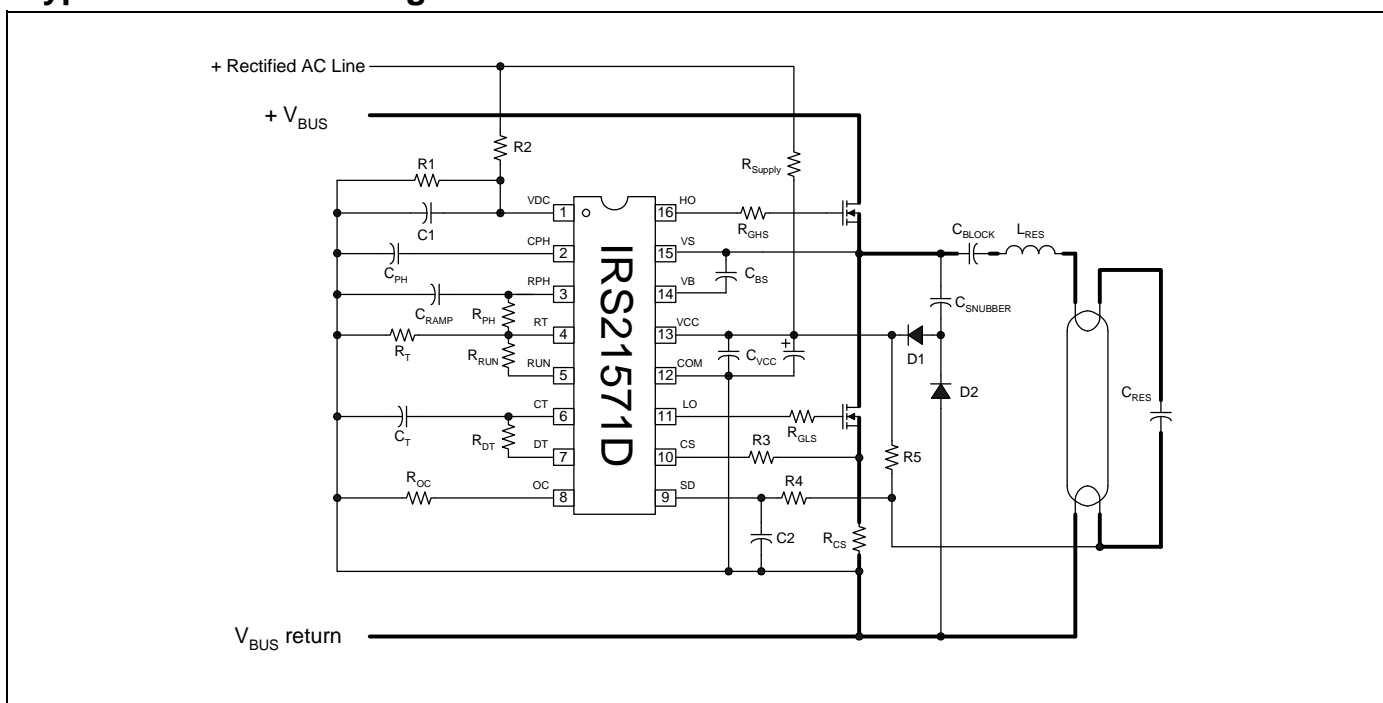 + Rectified AC Line
+ VBUS
R2
R1
RSupply
C1
VDC
1
16
HO
RGHS
CPH
CPH
2
15
VS
CBS
CBLOCK
LRES
RPH
CRAMP
RPH
3
14
VB
CSNUBBER
RT
RT
4
13
VCC
D1
RRUN
RUN
5
12
COM
CVCC
+
D2
CRES
CT
CT
6
11
LO
RGLS
RDT
DT
7
10
CS
R3
R5
ROC
OC
8
9
SD
R4
C2
RCS
IRS21571D
VBUS return